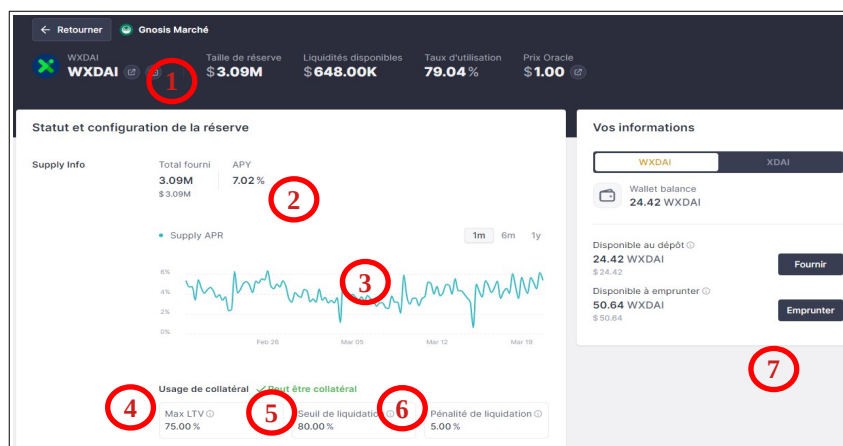 Retourner Gnosis Marché
WXDAI Taille de réserve Liquidités disponibles Taux d'utilisation Prix Oracle
WXDAI $3.09M $648.00K 79.04% $1.00
1
Statut et configuration de la réserve
Supply Info Total fourni APY
3.09M 7.02%
$3.09M
2
Supply APR 1m 6m 1y
3
6%
4%
2%
0%
Feb 26 Mar 05 Mar 12 Mar 19
Usage de collatéral Peut être collatéral
4 5 6
Max LTV Seuil de liquidation Pénalité de liquidation
75.00% 80.00% 5.00%
Vos informations
WXDAI XDAI
Wallet balance
24.42 WXDAI
Disponible au dépôt
24.42 WXDAI
$24.42
Fournir
Disponible à emprunter
50.64 WXDAI
$50.64
Emprunter
7